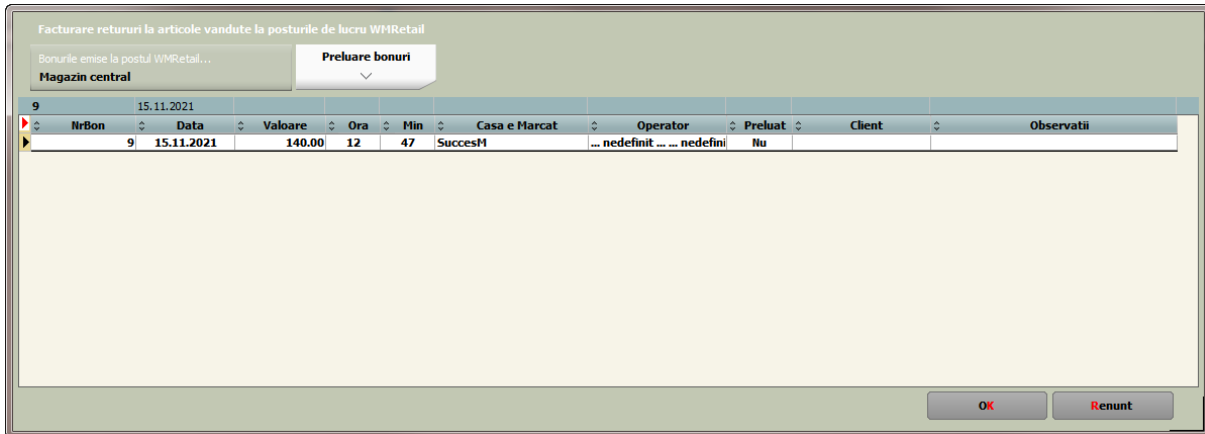 Facturare retururi la articole vandute la posturile de lucru WMRetail
Bonurile emise la postul WMRetail...
Magazin central
Preluare bonuri
9 15.11.2021
NrBon Data Valoare Ora Min Casa e Marcat Operator Preluat Client Observatii
9 15.11.2021 140.00 12 47 SuccesM ... nedefinit ... ... nedefini Nu
OK Renunt